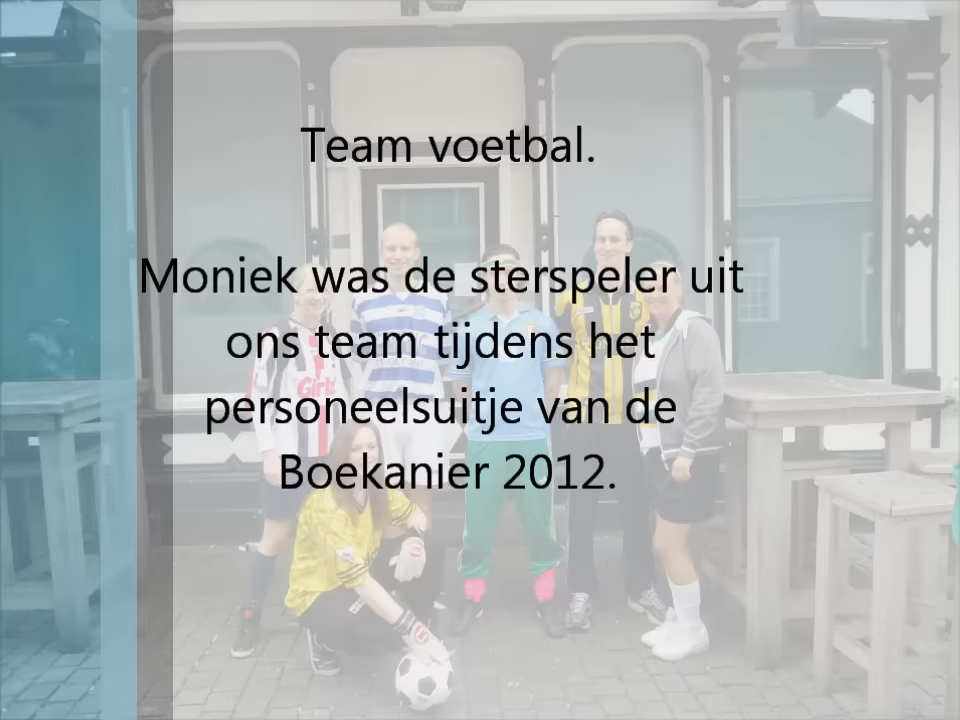 Team voetbal.
Moniek was de sterspeler uit
ons team tijdens het
personeelsuitje van de
Boekanier 2012.